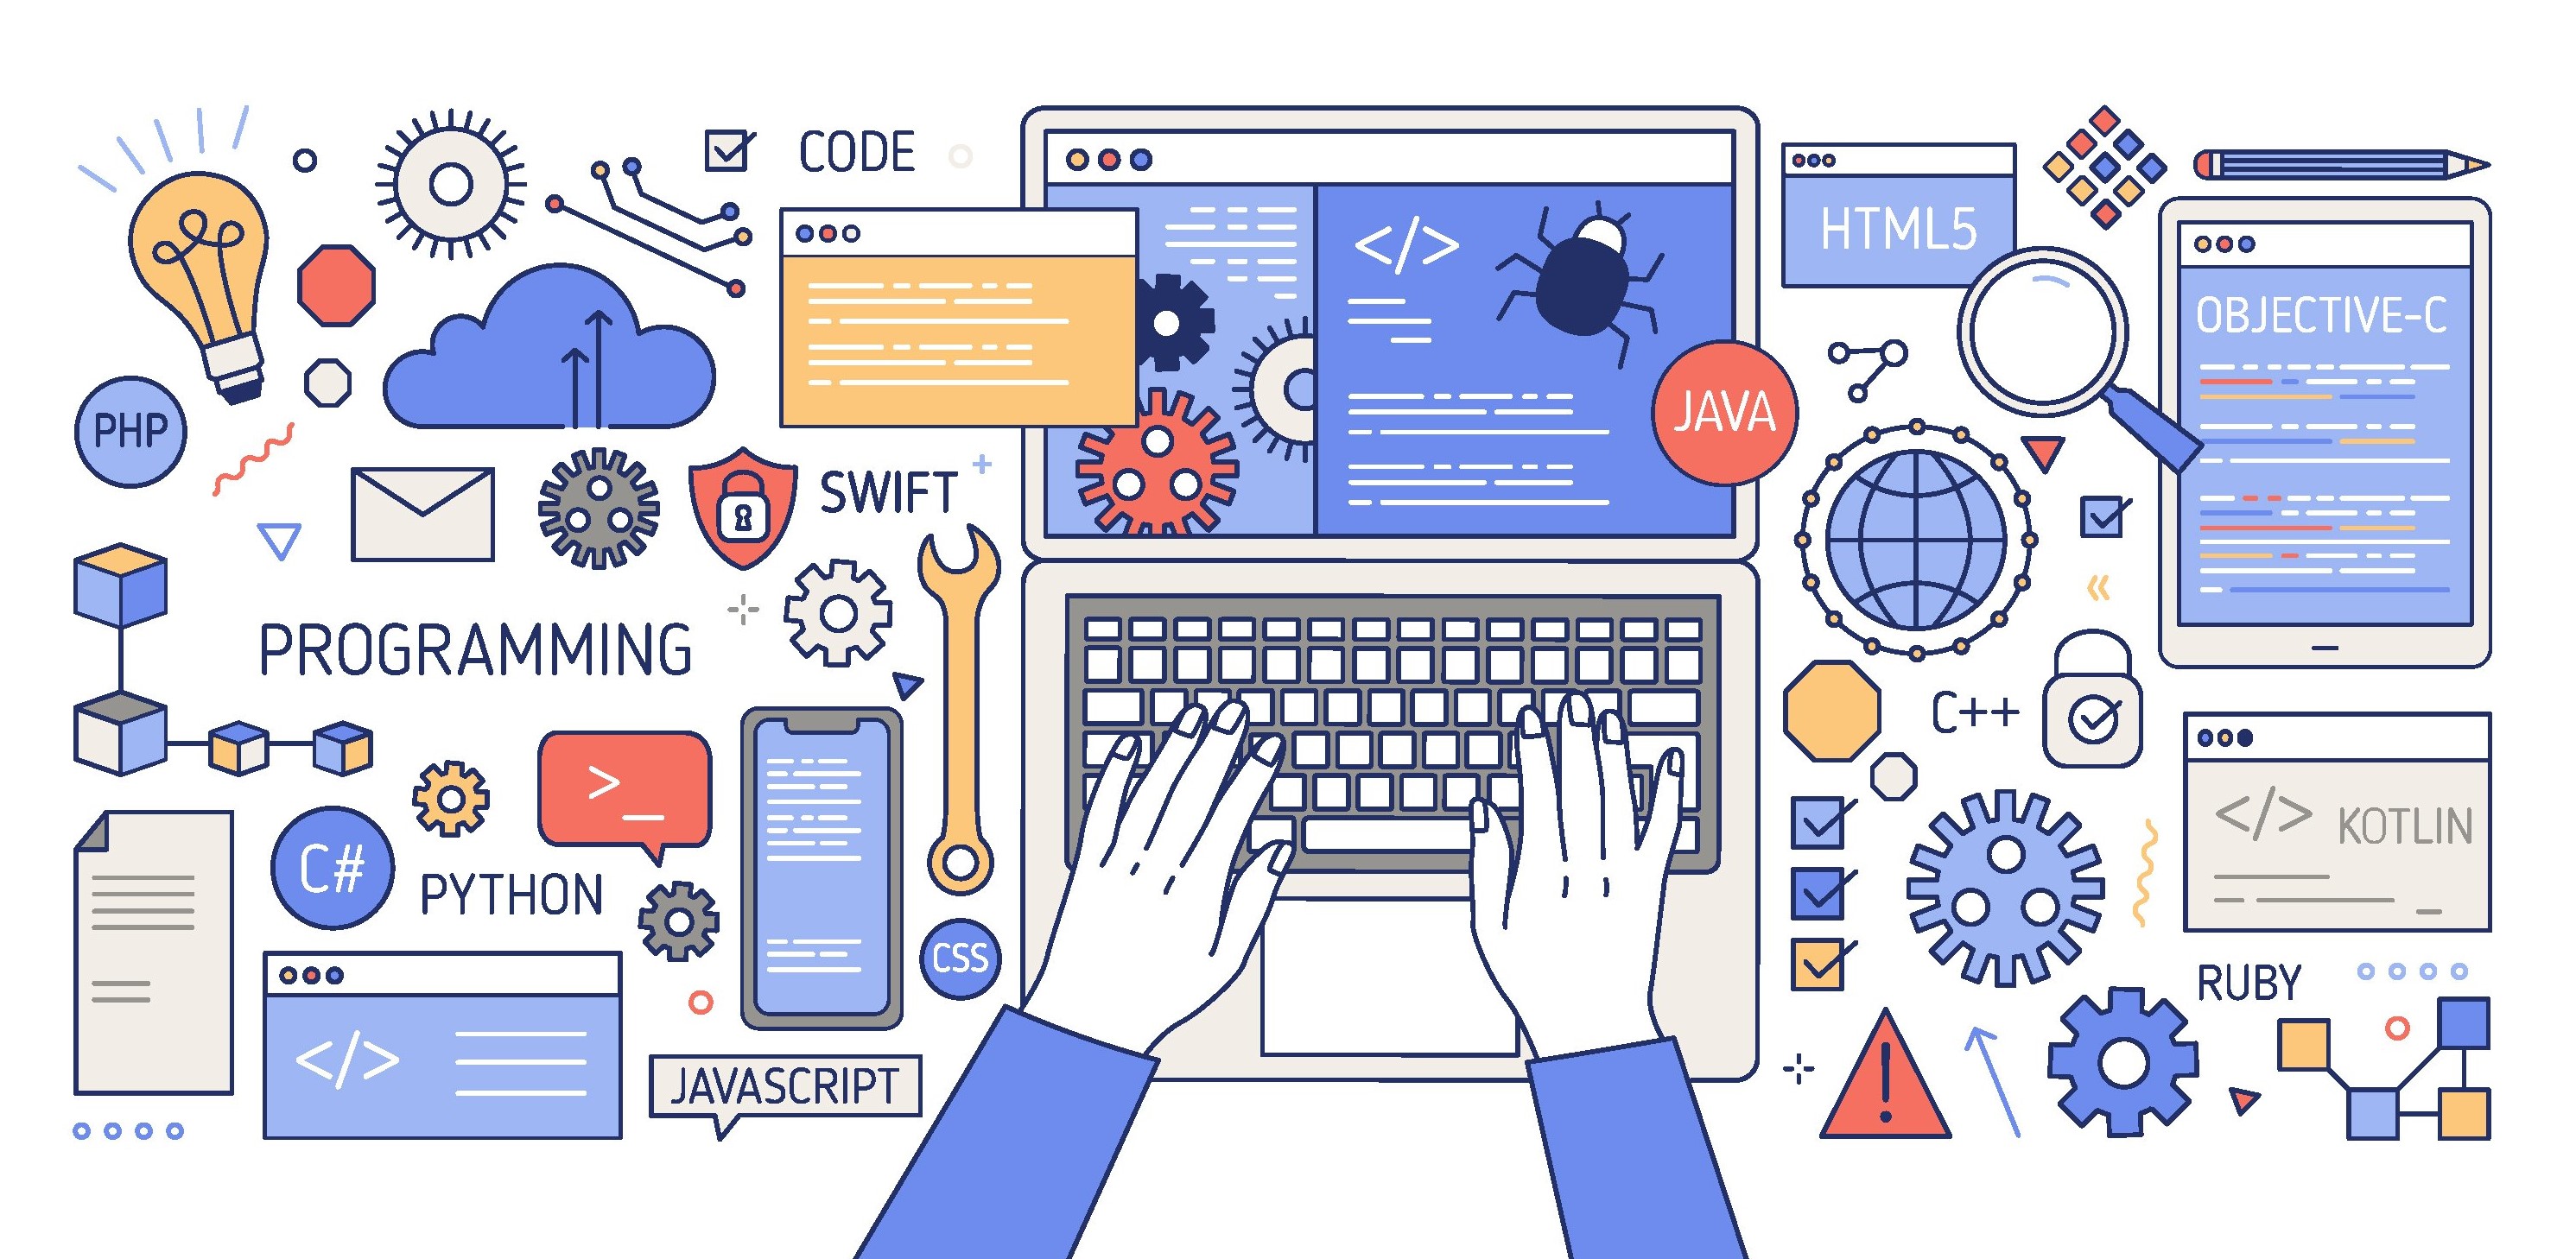 CODE
</>
HTML5
OBJECTIVE-C
JAVA
PHP
SWIFT
PROGRAMMING
C++
>_
</> KOTLIN
C#
PYTHON
CSS
RUBY
</>
JAVASCRIPT
!